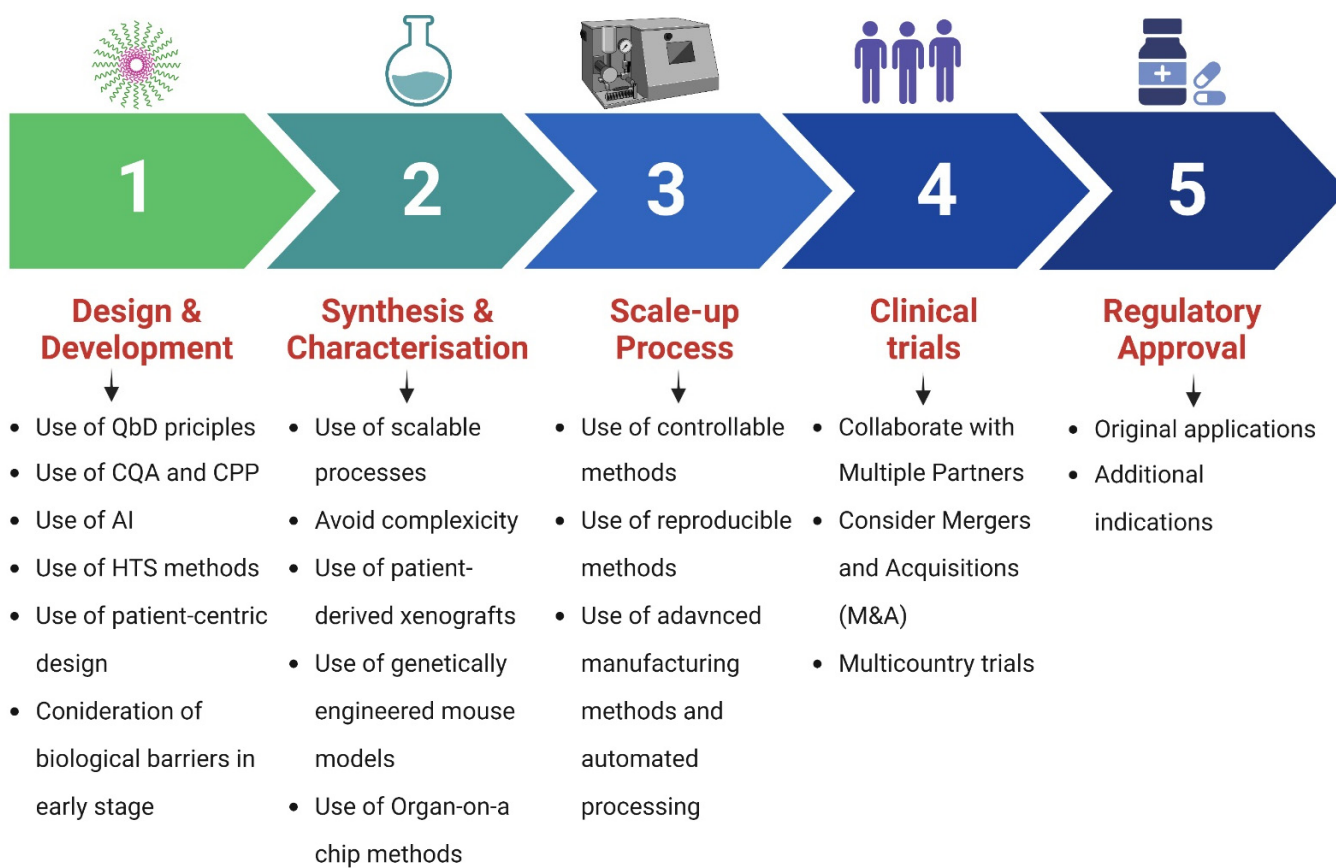 1
2
3
4
5
Design &
Development
• Use of QbD priciples
• Use of CQA and CPP
• Use of AI
• Use of HTS methods
• Use of patient-centric
design
• Conideration of
biological barriers in
early stage
Synthesis &
Characterisation
• Use of scalable
processes
• Avoid complexicity
• Use of patient-
derived xenografts
• Use of genetically
engineered mouse
models
• Use of Organ-on-a
chip methods
Scale-up
Process
• Use of controllable
methods
• Use of reproducible
methods
• Use of adavnced
manufacturing
methods and
automated
processing
Clinical
trials
• Collaborate with
Multiple Partners
• Consider Mergers
and Acquisitions
(M&A)
• Multicountry trials
Regulatory
Approval
• Original applications
• Additional
indications